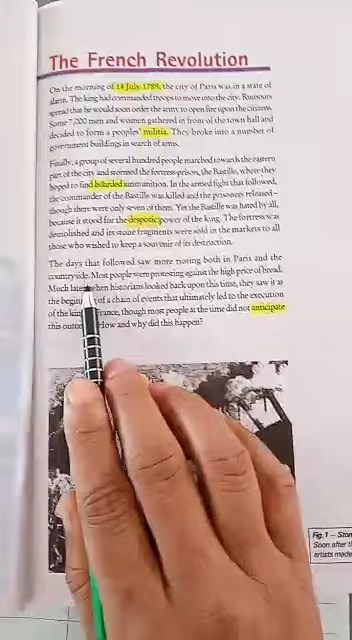 The French Revolution
On the morning of 14 July 1789, the city of Paris was in a state of
alarm. The king had commanded troops to move into the city. Rumours
spread that he would soon order the army to open fire upon the citizens.
Some 7,000 men and women gathered in front of the town hall and
decided to form a peoples' militia. They broke into a number of
government buildings in search of arms.
Finally, a group of several hundred people marched towards the eastern
part of the city and stormed the fortress-prison, the Bastille, where they
hoped to find hoarded ammunition. In the armed fight that followed,
the commander of the Bastille was killed and the prisoners released –
though there were only seven of them. Yet the Bastille was hated by all,
because it stood for the despotic power of the king. The fortress was
demolished and its stone fragments were sold in the markets to all
those who wished to keep a souvenir of its destruction.
The days that followed saw more rioting both in Paris and the
countryside. Most people were protesting against the high price of bread.
Much later, when historians looked back upon this time, they saw it as
the beginning of a chain of events that ultimately led to the execution
of the king France, though most people at the time did not anticipate
this How and why did this happen?
Fig.1 – Storm
Soon after th
artists made